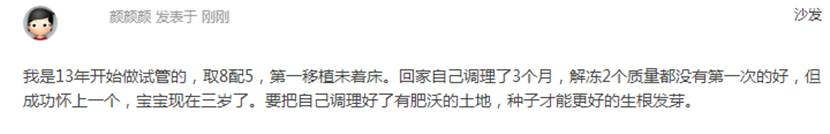 颜颜颜 发表于 刚刚 沙发
我是13年开始做试管的，取8配5，第一移植未着床。回家自己调理了3个月，解冻2个质量都没有第一次的好，但
成功怀上一个，宝宝现在三岁了。要把自己调理好了有肥沃的土地，种子才能更好的生根发芽。